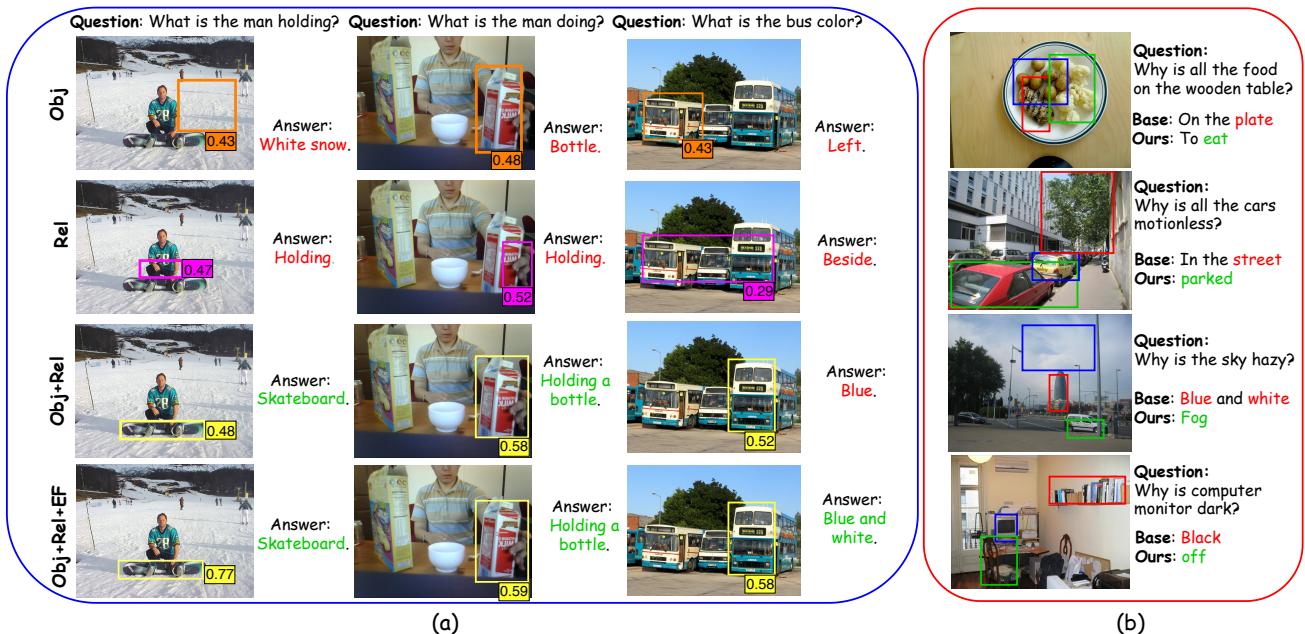 Question: What is the man holding?
Question: What is the man doing?
Question: What is the bus color?
Obj
0.43
Answer:
White snow.
0.48
Answer:
Bottle.
0.43
Answer:
Left.
Rel
0.47
Answer:
Holding.
0.52
Answer:
Holding.
0.29
Answer:
Beside.
Obj+Rel
0.48
Answer:
Skateboard.
0.58
Answer:
Holding a
bottle.
0.52
Answer:
Blue.
Obj+Rel+EF
0.77
Answer:
Skateboard.
0.59
Answer:
Holding a
bottle.
0.58
Answer:
Blue and
white.
(a)
Question:
Why is all the food
on the wooden table?
Base: On the plate
Ours: To eat
Question:
Why is all the cars
motionless?
Base: In the street
Ours: parked
Question:
Why is the sky hazy?
Base: Blue and white
Ours: Fog
Question:
Why is computer
monitor dark?
Base: Black
Ours: off
(b)